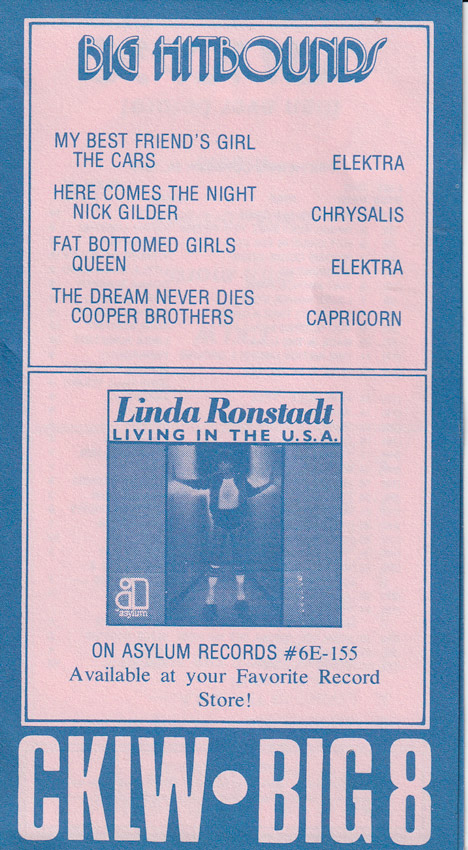 BIG HITBOUNDS
MY BEST FRIEND'S GIRL
THE CARS ELEKTRA
HERE COMES THE NIGHT
NICK GILDER CHRYSALIS
FAT BOTTOMED GIRLS
QUEEN ELEKTRA
THE DREAM NEVER DIES
COOPER BROTHERS CAPRICORN
Linda Ronstadt
LIVING IN THE U.S.A.
asylum
ON ASYLUM RECORDS #6E-155
Available at your Favorite Record
Store!
CKLW•BIG 8